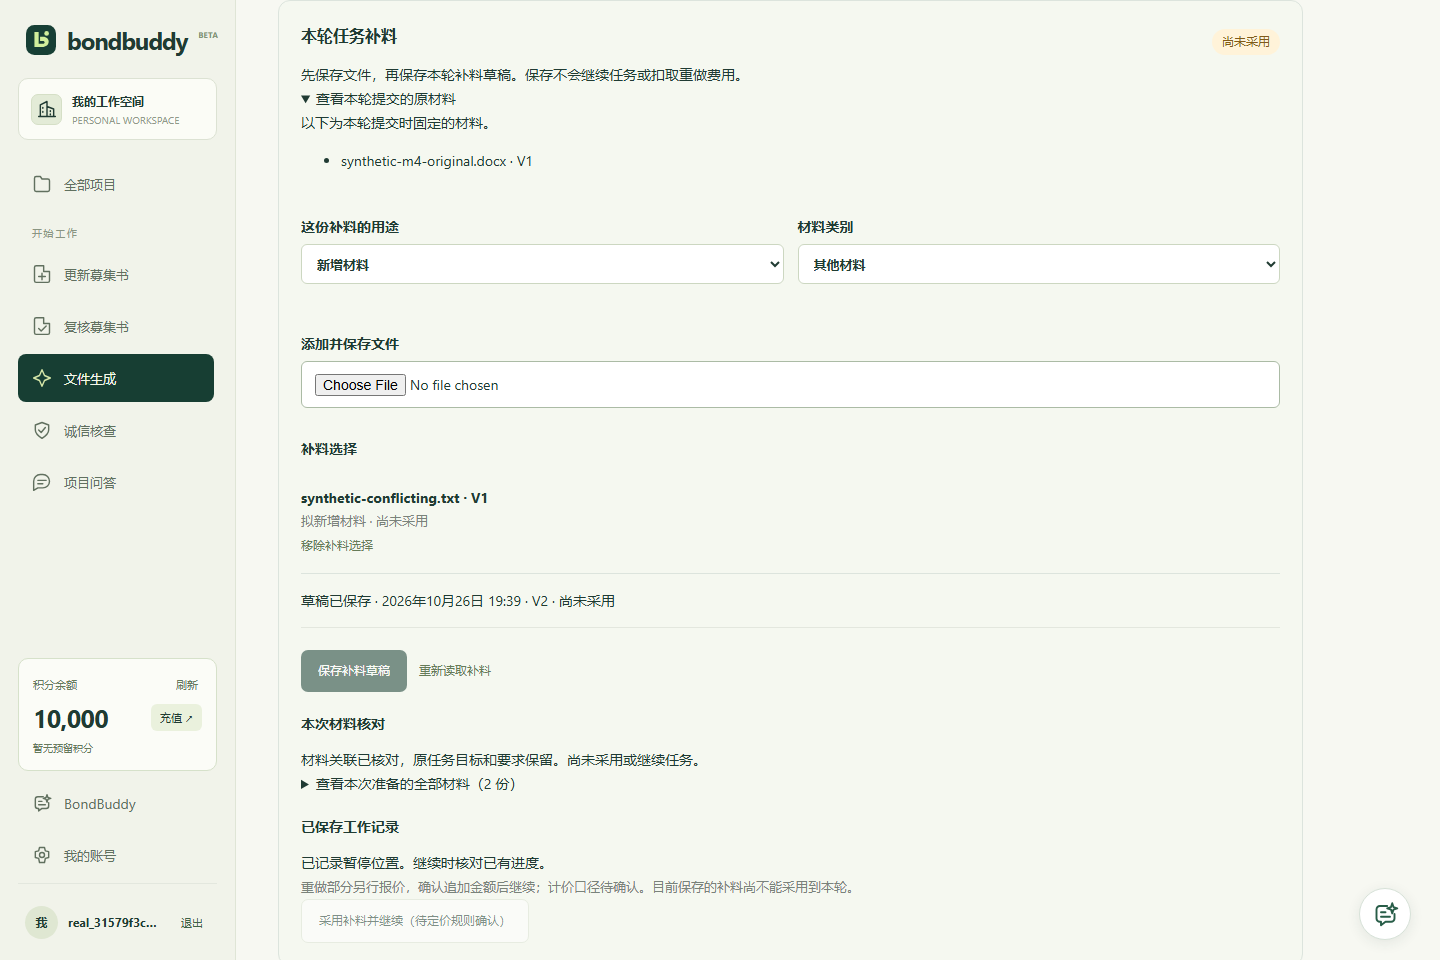 bondbuddy BETA
我的工作空间
PERSONAL WORKSPACE
全部项目
开始工作
更新募集书
复核募集书
文件生成
诚信核查
项目问答
积分余额 刷新
10,000 充值 ↗
暂无预留积分
BondBuddy
我的账号
我 real_31579f3c... 退出
本轮任务补料
尚未采用
先保存文件，再保存本轮补料草稿。保存不会继续任务或扣取重做费用。
▼ 查看本轮提交的原材料
以下为本轮提交时固定的材料。
• synthetic-m4-original.docx · V1
这份补料的用途 材料类别
新增材料 其他材料
添加并保存文件
Choose File No file chosen
补料选择
synthetic-conflicting.txt · V1
拟新增材料 · 尚未采用
移除补料选择
草稿已保存 · 2026年10月26日 19:39 · V2 · 尚未采用
保存补料草稿 重新读取补料
本次材料核对
材料关联已核对，原任务目标和要求保留。尚未采用或继续任务。
▶ 查看本次准备的全部材料（2 份）
已保存工作记录
已记录暂停位置。继续时核对已有进度。
重做部分另行报价，确认追加金额后继续；计价口径待确认。目前保存的补料尚不能采用到本轮。
采用补料并继续（待定价规则确认）